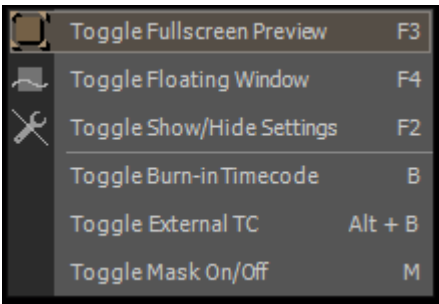 Toggle Fullscreen Preview F3
Toggle Floating Window F4
Toggle Show/Hide Settings F2
Toggle Burn-in Timecode B
Toggle External TC Alt + B
Toggle Mask On/Off M